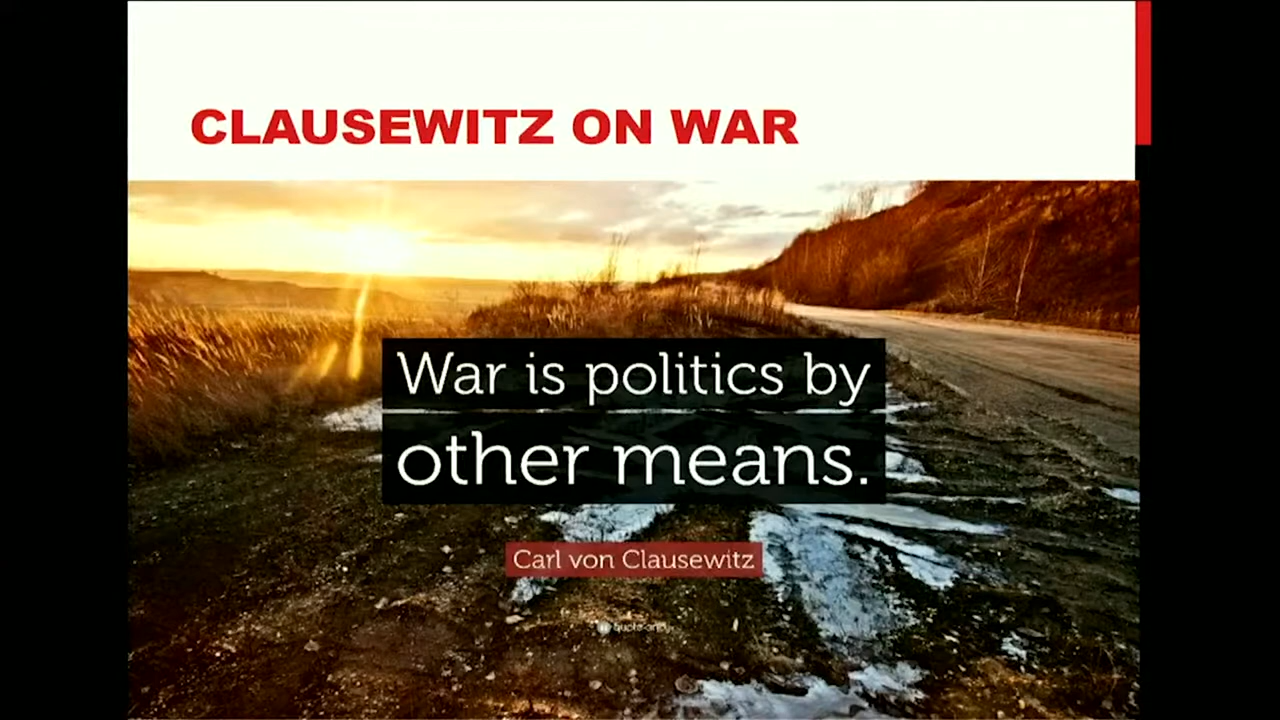 CLAUSEWITZ ON WAR
War is politics by
other means.
Carl von Clausewitz